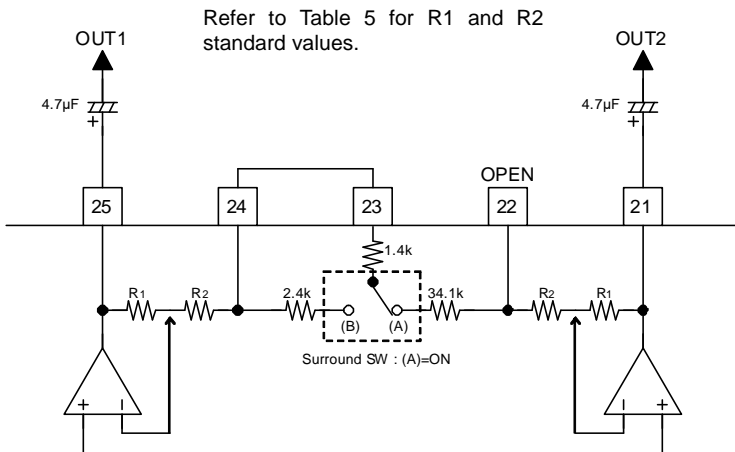 Refer to Table 5 for R1 and R2
standard values.
OUT1
OUT2
4.7μF
+
4.7μF
+
OPEN
25
24
23
22
21
1.4k
R1
R2
2.4k
34.1k
R2
R1
(B)
(A)
Surround SW : (A)=ON
+
−
−
+